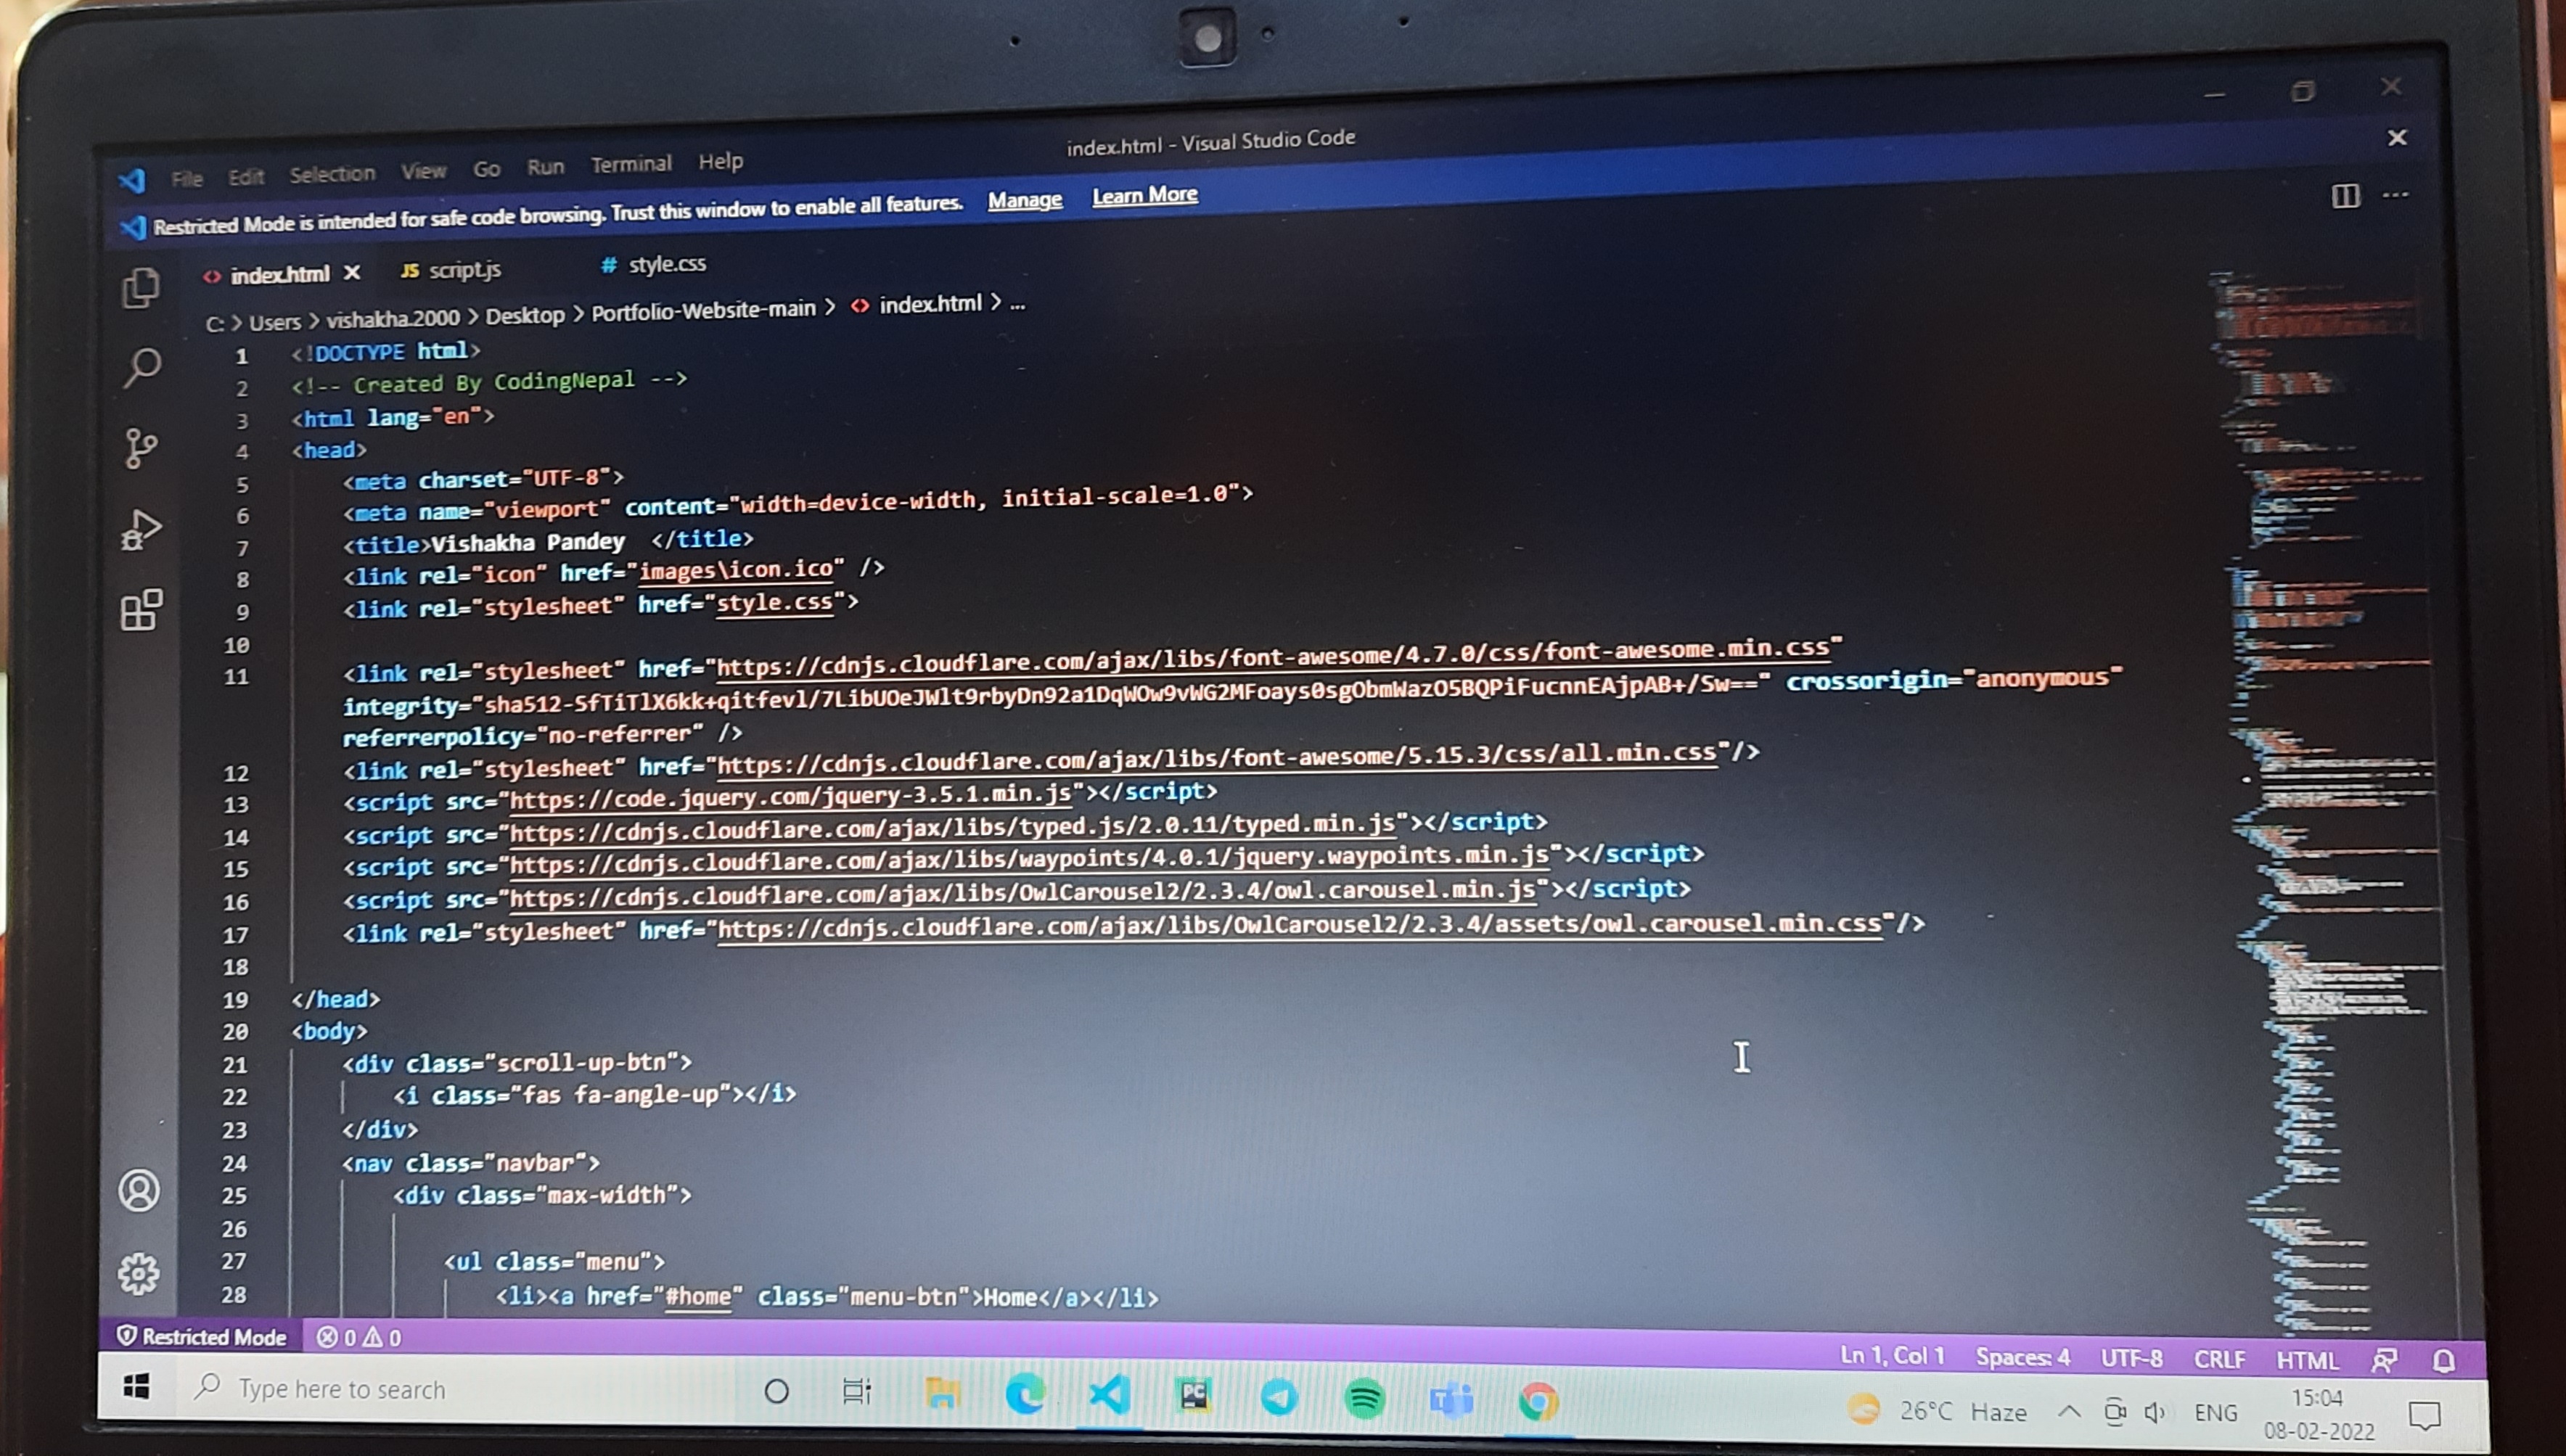 index.html - Visual Studio Code
File Edit Selection View Go Run Terminal Help
Restricted Mode is intended for safe code browsing. Trust this window to enable all features. Manage Learn More
index.html JS script.js # style.css
C: > Users > vishakha.2000 > Desktop > Portfolio-Website-main > index.html > ...
1 <!DOCTYPE html>
2 <!-- Created By CodingNepal -->
3 <html lang="en">
4 <head>
5 <meta charset="UTF-8">
6 <meta name="viewport" content="width=device-width, initial-scale=1.0">
7 <title>Vishakha Pandey  </title>
8 <link rel="icon" href="images\icon.ico" />
9 <link rel="stylesheet" href="style.css">
10
11 <link rel="stylesheet" href="https://cdnjs.cloudflare.com/ajax/libs/font-awesome/4.7.0/css/font-awesome.min.css"
integrity="sha512-SfTiTlX6kk+qitfevl/7LibUOeJWlt9rbyDn92a1DqWOw9vWG2MFoays0sgObmWazO5BQPiFucnnEAjpAB+/Sw==" crossorigin="anonymous"
referrerpolicy="no-referrer" />
12 <link rel="stylesheet" href="https://cdnjs.cloudflare.com/ajax/libs/font-awesome/5.15.3/css/all.min.css"/>
13 <script src="https://code.jquery.com/jquery-3.5.1.min.js"></script>
14 <script src="https://cdnjs.cloudflare.com/ajax/libs/typed.js/2.0.11/typed.min.js"></script>
15 <script src="https://cdnjs.cloudflare.com/ajax/libs/waypoints/4.0.1/jquery.waypoints.min.js"></script>
16 <script src="https://cdnjs.cloudflare.com/ajax/libs/OwlCarousel2/2.3.4/owl.carousel.min.js"></script>
17 <link rel="stylesheet" href="https://cdnjs.cloudflare.com/ajax/libs/OwlCarousel2/2.3.4/assets/owl.carousel.min.css"/>
18
19 </head>
20 <body>
21 <div class="scroll-up-btn">
22 <i class="fas fa-angle-up"></i>
23 </div>
24 <nav class="navbar">
25 <div class="max-width">
26
27 <ul class="menu">
28 <li><a href="#home" class="menu-btn">Home</a></li>
Restricted Mode 0 0 Ln 1, Col 1 Spaces: 4 UTF-8 CRLF HTML
Type here to search PC T 26°C Haze ENG 15:04
08-02-2022